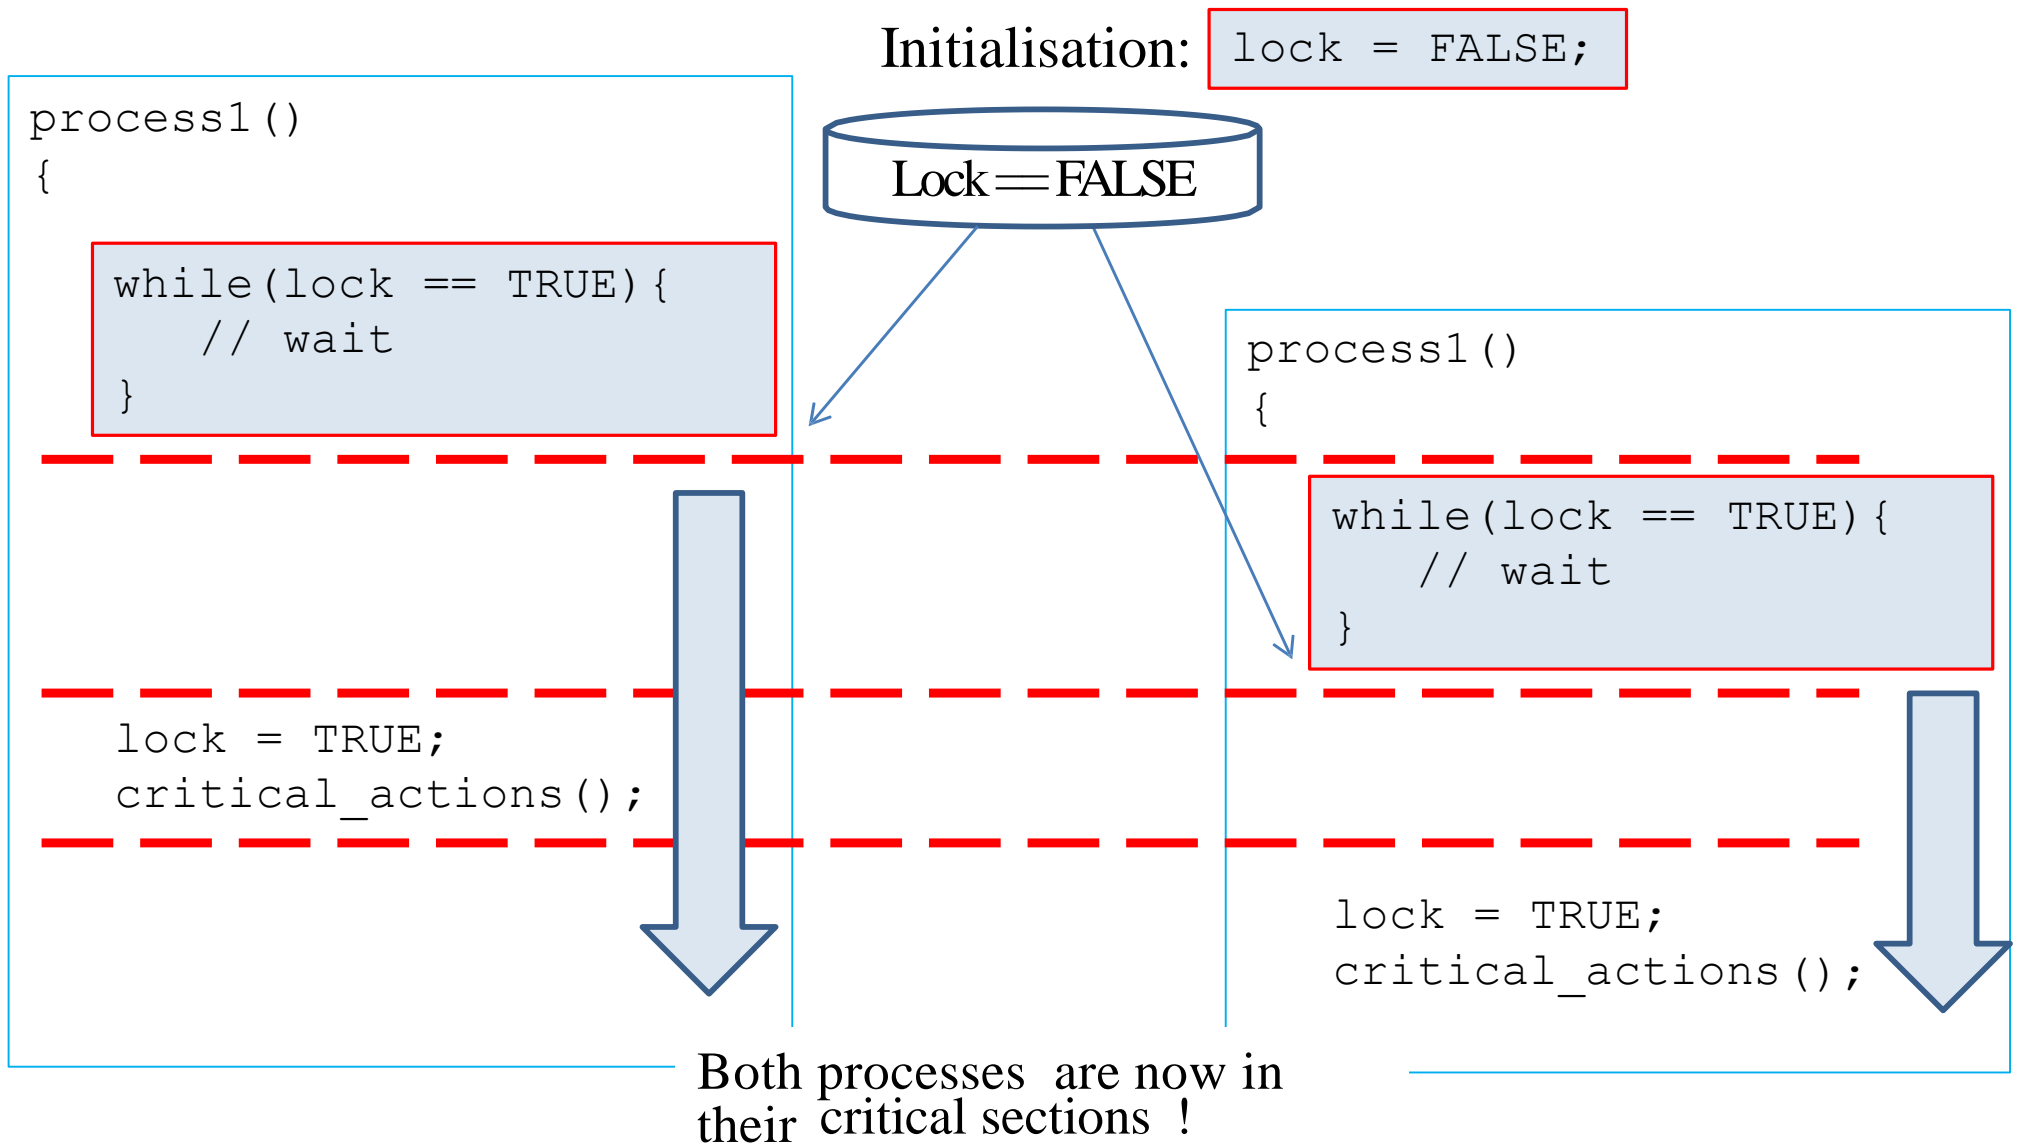 Initialisation: lock = FALSE;
process1()
{
Lock==FALSE
while(lock == TRUE){
// wait
}
process1()
{
while(lock == TRUE){
// wait
}
lock = TRUE;
critical_actions();
lock = TRUE;
critical_actions();
Both processes are now in
their critical sections !